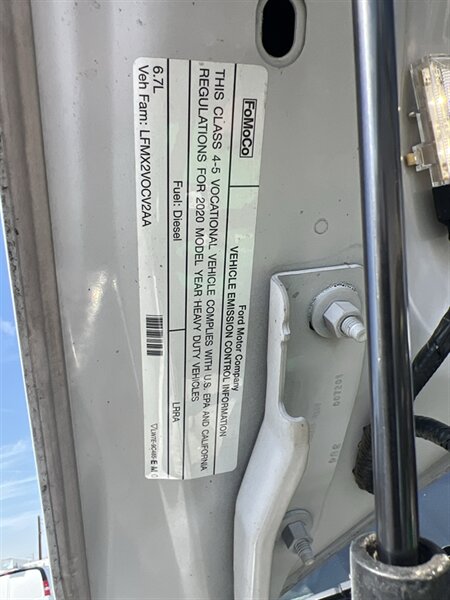 FoMoCo
Ford Motor Company
VEHICLE EMISSION CONTROL INFORMATION
THIS CLASS 4-5 VOCATIONAL VEHICLE COMPLIES WITH U.S. EPA AND CALIFORNIA
REGULATIONS FOR 2020 MODEL YEAR HEAVY DUTY VEHICLES
Fuel: Diesel
LRRA
6.7L
Veh Fam: LFMX2VOCV2AA